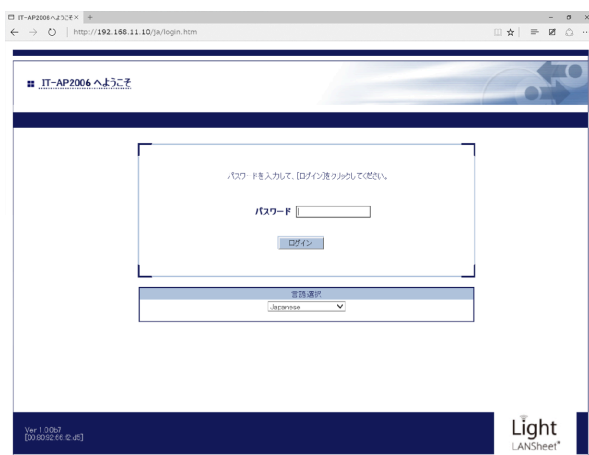 IT-AP2006へようこそ
http://192.168.11.10/ja/login.htm
IT-AP2006 へようこそ
パスワードを入力して、[ログイン]をクリックしてください。
パスワード
ログイン
言語選択
Japanese
Ver 1.00b7
Light
LANSheet